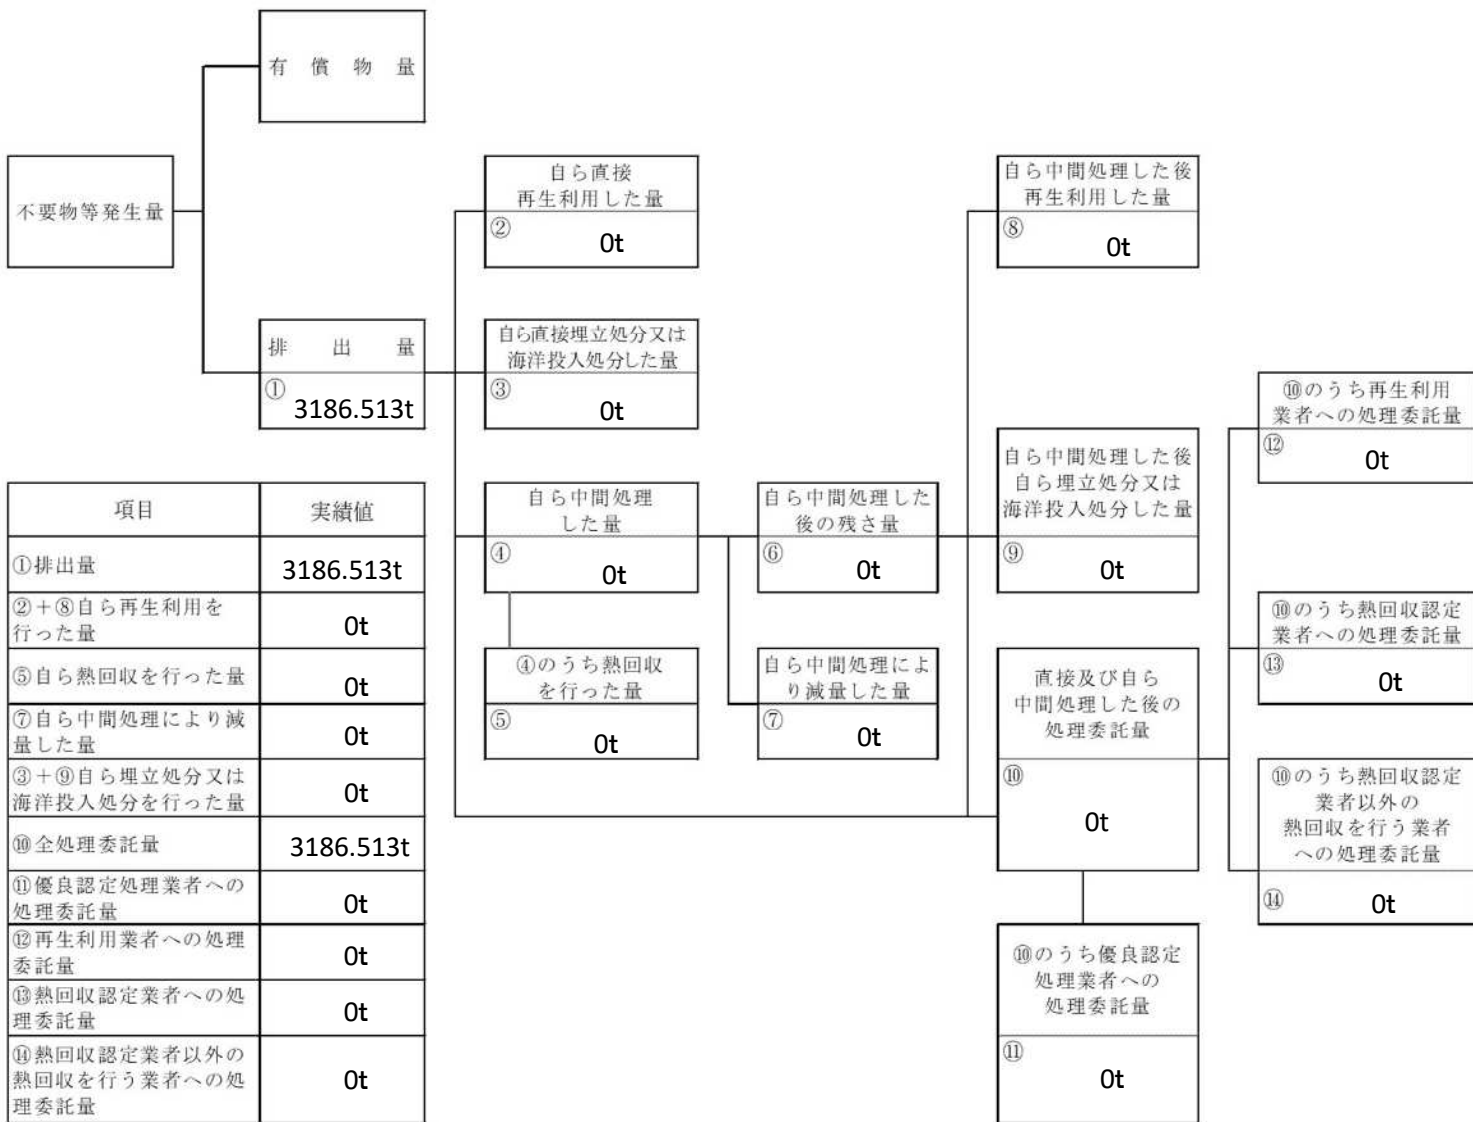 有償物量
不要物等発生量
自ら直接
再生利用した量
②
0t
自ら中間処理した後
再生利用した量
⑧
0t
排出量
①
3186.513t
自ら直接埋立処分又は
海洋投入処分した量
③
0t
⑩のうち再生利用
業者への処理委託量
⑫
0t
自ら中間処理
した量
④
0t
自ら中間処理した
後の残さ量
⑥
0t
自ら中間処理した後
自ら埋立処分又は
海洋投入処分した量
⑨
0t
⑩のうち熱回収認定
業者への処理委託量
⑬
0t
④のうち熱回収
を行った量
⑤
0t
自ら中間処理によ
り減量した量
⑦
0t
直接及び自ら
中間処理した後の
処理委託量
⑩
0t
⑩のうち熱回収認定
業者以外の
熱回収を行う業者
への処理委託量
⑭
0t
⑩のうち優良認定
処理業者への
処理委託量
⑪
0t
項目
実績値
①排出量
3186.513t
②+⑧自ら再生利用を
行った量
0t
⑤自ら熱回収を行った量
0t
⑦自ら中間処理により減
量した量
0t
③+⑨自ら埋立処分又は
海洋投入処分を行った量
0t
⑩全処理委託量
3186.513t
⑪優良認定処理業者への
処理委託量
0t
⑫再生利用業者への処理
委託量
0t
⑬熱回収認定業者への処
理委託量
0t
⑭熱回収認定業者以外の
熱回収を行う業者への処
理委託量
0t